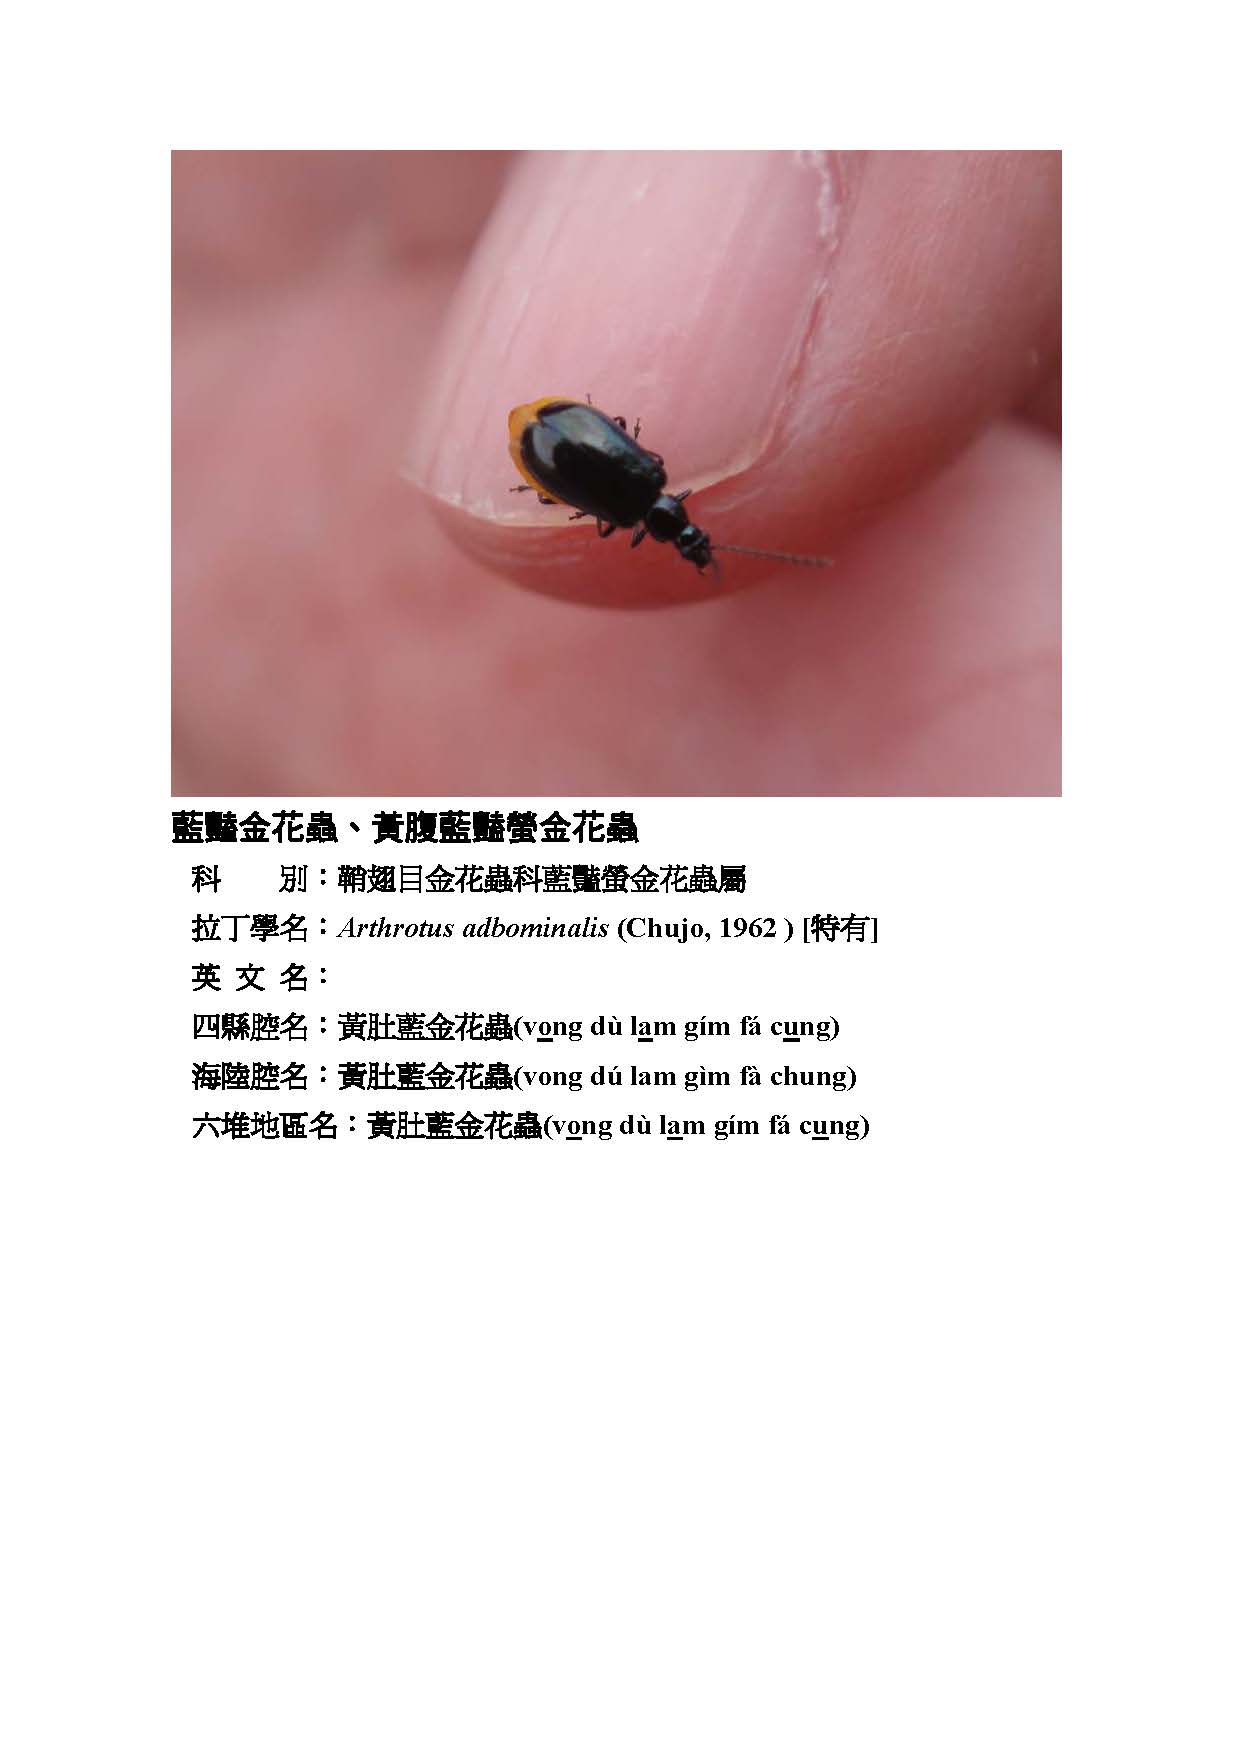 藍豔金花蟲、黃腹藍豔螢金花蟲
科　　別：鞘翅目金花蟲科藍豔螢金花蟲屬
拉丁學名：Arthrotus adbominalis (Chujo, 1962 ) [特有]
英 文 名：
四縣腔名：黃肚藍金花蟲(vong dù lam gím fá cung)
海陸腔名：黃肚藍金花蟲(vong dú lam gìm fà chung)
六堆地區名：黃肚藍金花蟲(vong dù lam gím fá cung)